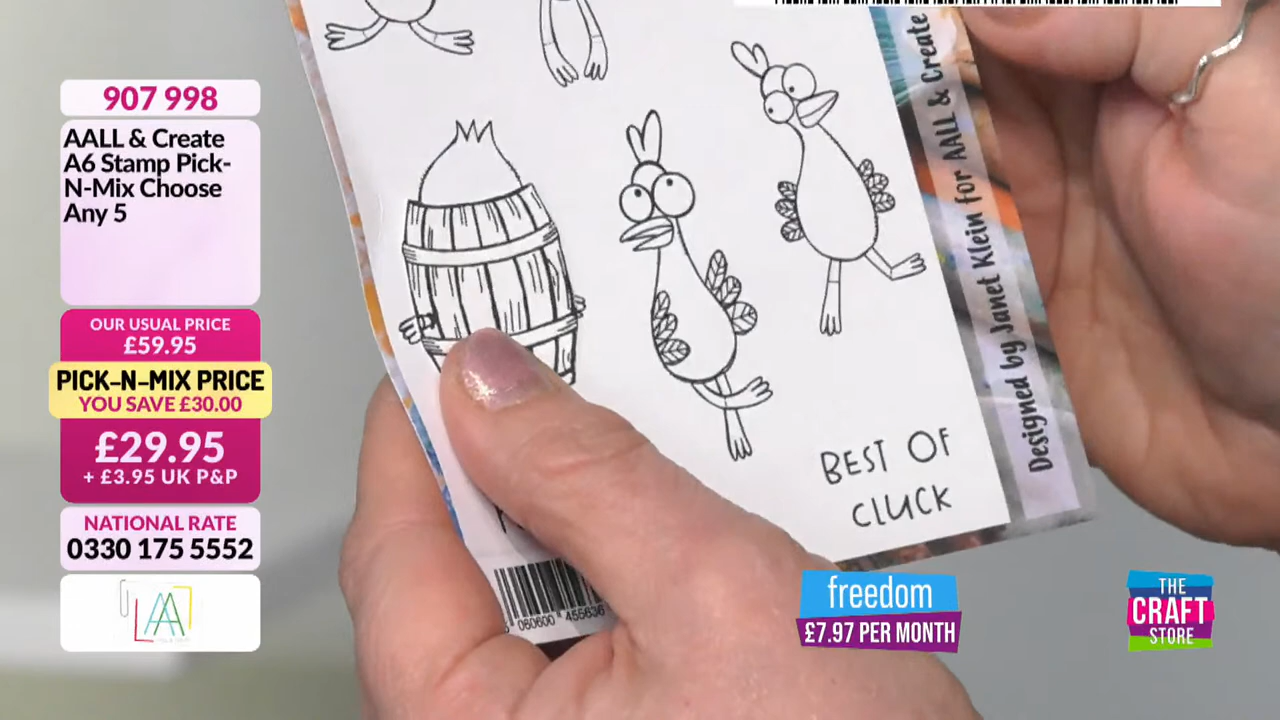 907 998
AALL & Create
A6 Stamp Pick-
N-Mix Choose
Any 5
OUR USUAL PRICE
£59.95
PICK-N-MIX PRICE
YOU SAVE £30.00
£29.95
+ £3.95 UK P&P
NATIONAL RATE
0330 175 5552
LAA
Designed by Janet Klein for AALL & Create
BEST OF
CLUCK
freedom
£7.97 PER MONTH
THE
CRAFT
STORE